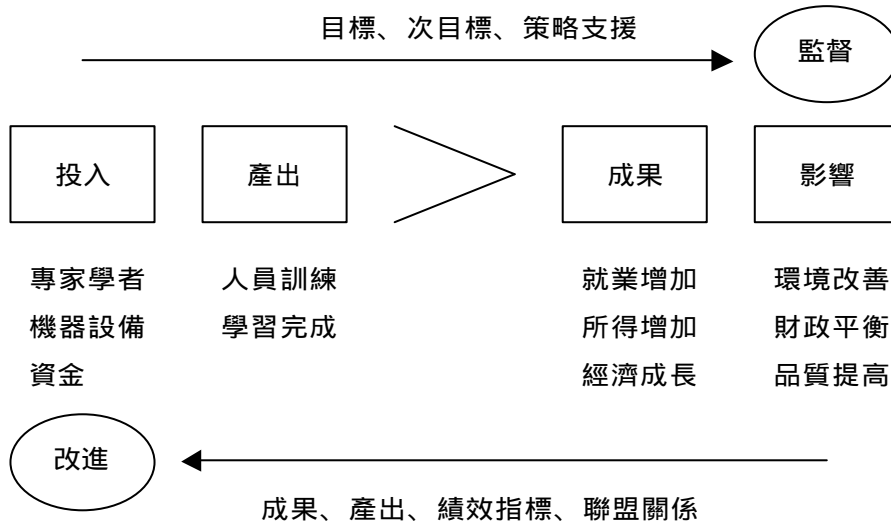 目標、次目標、策略支援
監督
投入
產出
成果
影響
專家學者
機器設備
資金
人員訓練
學習完成
就業增加
所得增加
經濟成長
環境改善
財政平衡
品質提高
改進
成果、產出、績效指標、聯盟關係